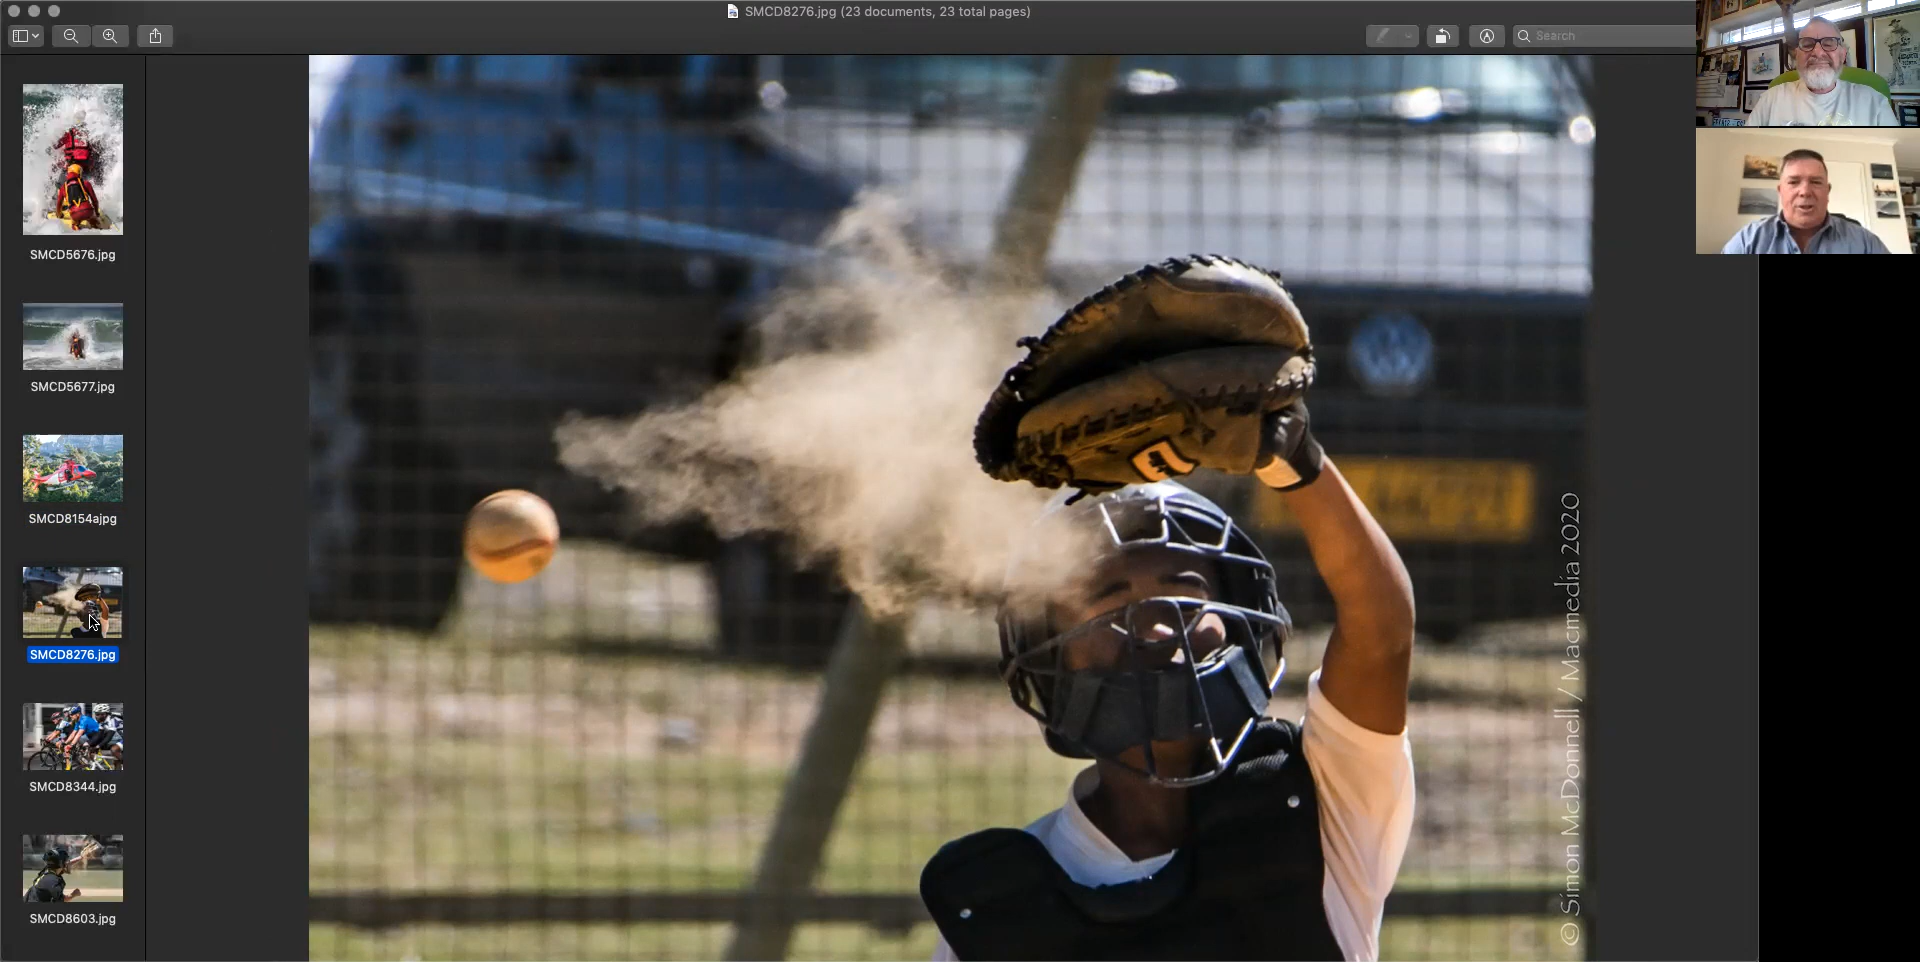 SMCD8276.jpg (23 documents, 23 total pages)
Search
SMCD5676.jpg
SMCD5677.jpg
SMCD8154ajpg
SMCD8276.jpg
SMCD8344.jpg
SMCD8603.jpg
© Simon McDonnell / Macmedia 2020